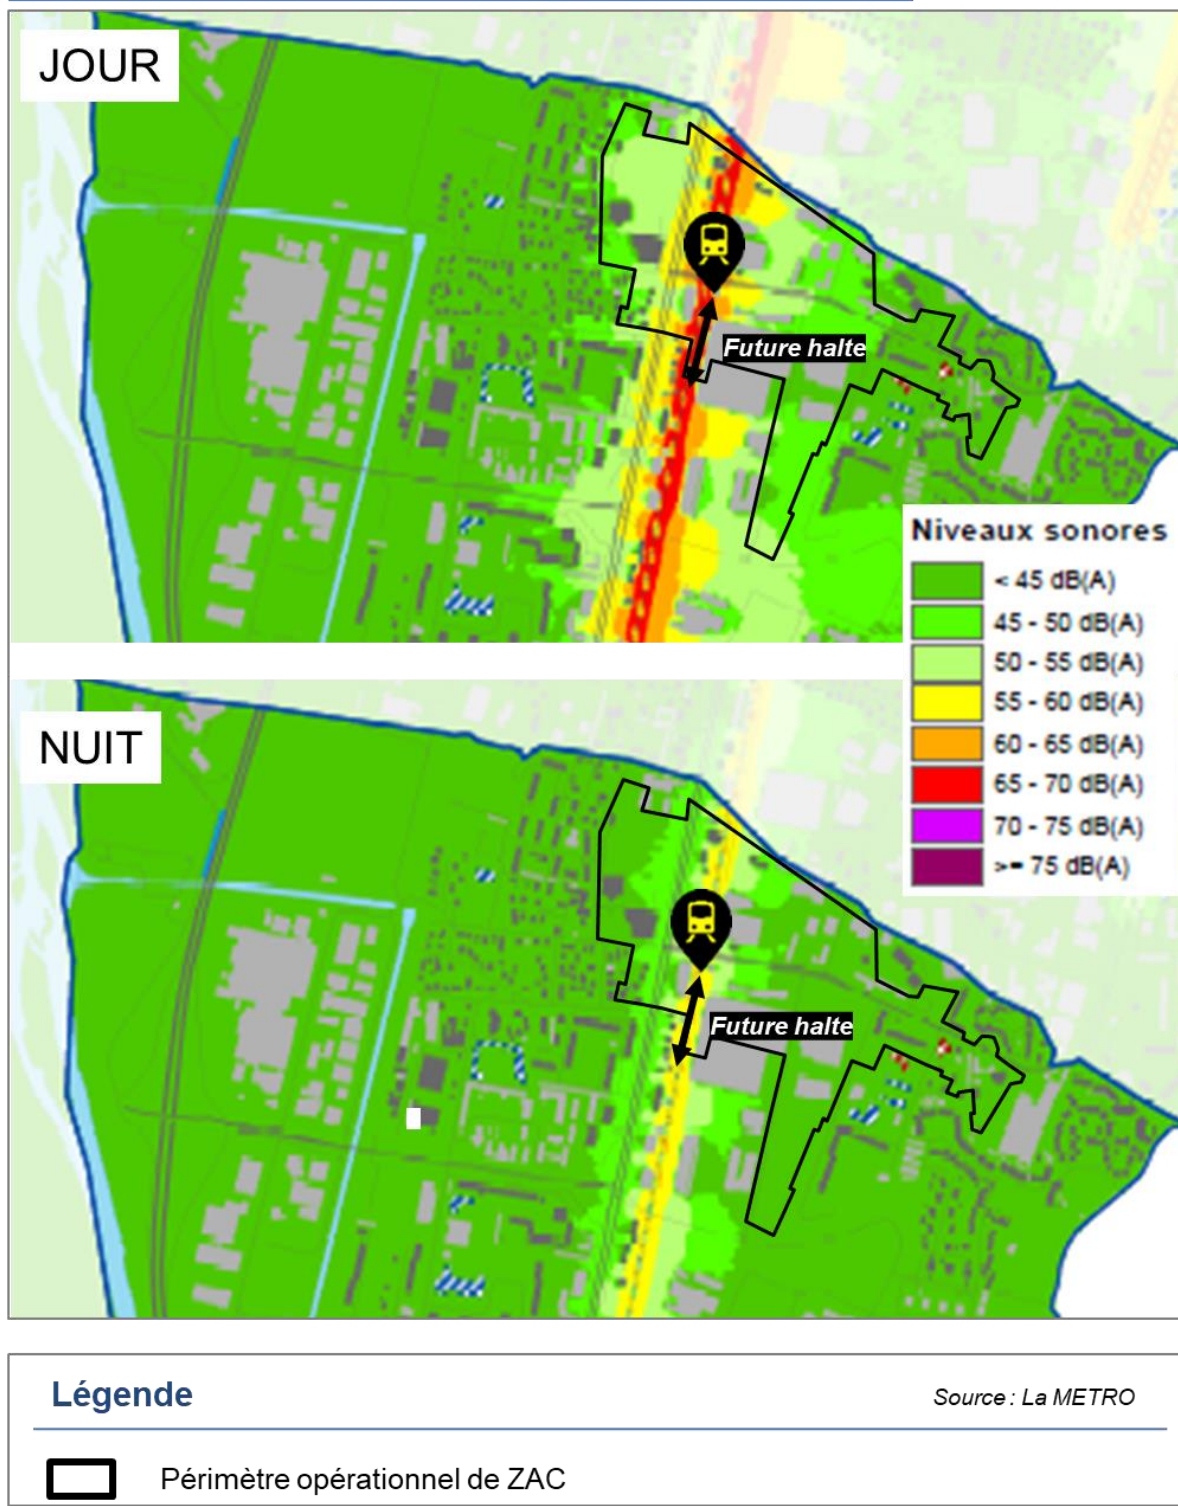 JOUR
Future halte
Niveaux sonores
< 45 dB(A)
45 - 50 dB(A)
50 - 55 dB(A)
55 - 60 dB(A)
60 - 65 dB(A)
65 - 70 dB(A)
70 - 75 dB(A)
>= 75 dB(A)
NUIT
Future halte
Légende
Source : La METRO
Périmètre opérationnel de ZAC